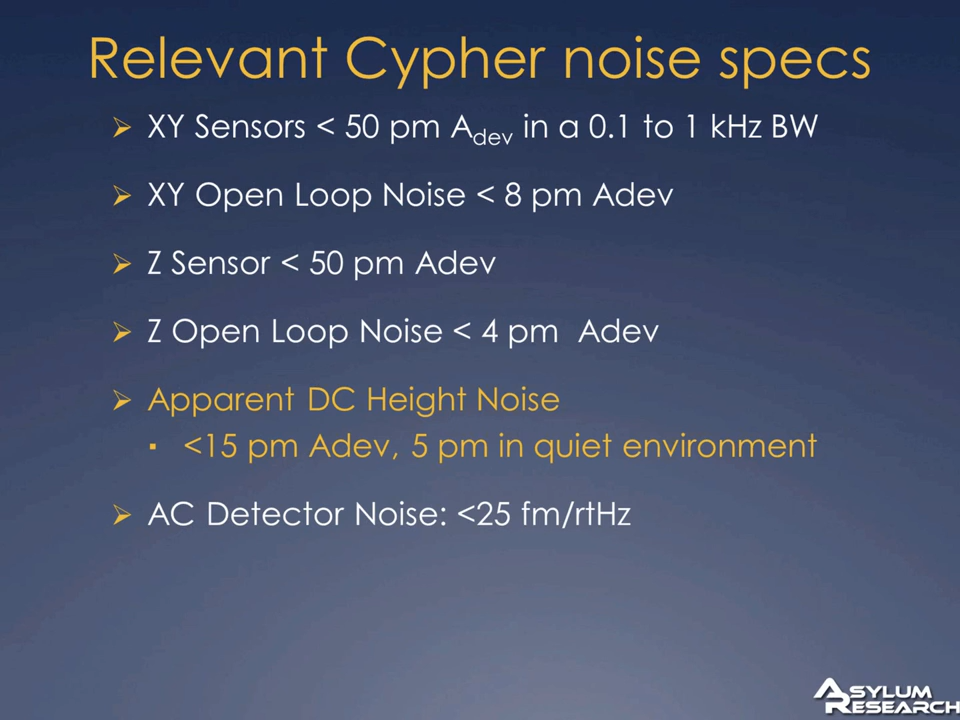 Relevant Cypher noise specs
XY Sensors < 50 pm Adev in a 0.1 to 1 kHz BW
XY Open Loop Noise < 8 pm Adev
Z Sensor < 50 pm Adev
Z Open Loop Noise < 4 pm Adev
Apparent DC Height Noise
<15 pm Adev, 5 pm in quiet environment
AC Detector Noise: <25 fm/rtHz
ASYLUM
RESEARCH